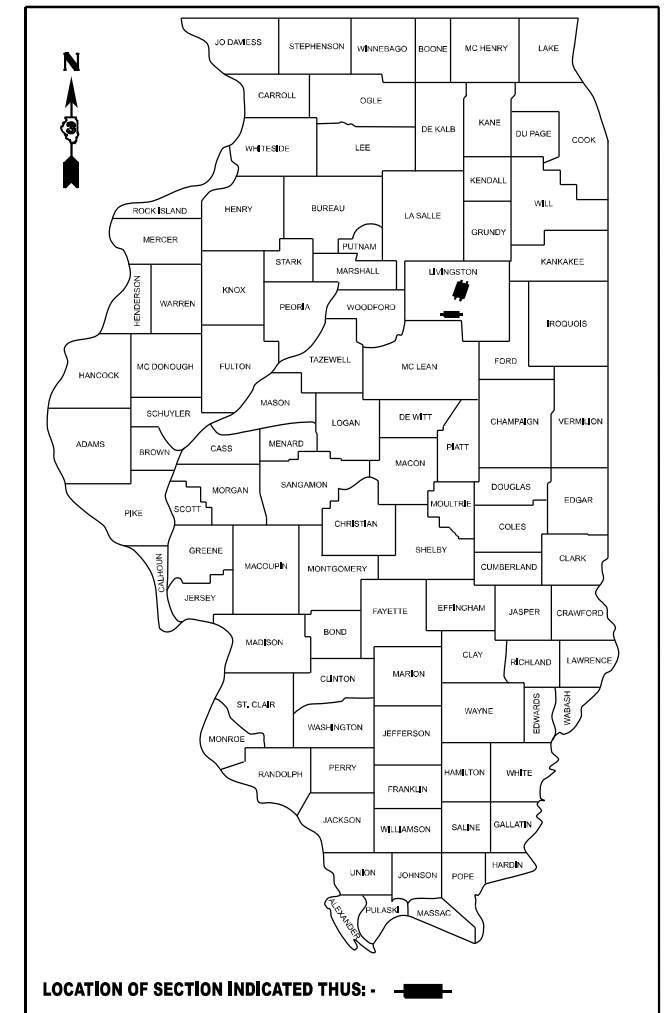 JO DAVIESS STEPHENSON WINNEBAGO BOONE MC HENRY LAKE
N
CARROLL OGLE
DE KALB KANE DU PAGE COOK
3
WHITESIDE LEE
KENDALL
ROCK ISLAND HENRY BUREAU LA SALLE WILL
MERCER PUTNAM GRUNDY
STARK MARSHALL LIVINGSTON KANKAKEE
HENDERSON WARREN KNOX PEORIA WOODFORD
IROQUOIS
HANCOCK MC DONOUGH FULTON TAZEWELL MC LEAN FORD
MASON
SCHUYLER LOGAN DE WITT CHAMPAIGN VERMILION
ADAMS BROWN CASS MENARD MACON PIATT
MORGAN SANGAMON DOUGLAS EDGAR
PIKE SCOTT CHRISTIAN MOULTRIE COLES
GREENE MACOUPIN MONTGOMERY SHELBY CUMBERLAND CLARK
CALHOUN JERSEY
FAYETTE EFFINGHAM JASPER CRAWFORD
MADISON BOND
CLAY RICHLAND LAWRENCE
CLINTON MARION
ST. CLAIR WAYNE EDWARDS WABASH
WASHINGTON JEFFERSON
MONROE
RANDOLPH PERRY HAMILTON WHITE
FRANKLIN
JACKSON WILLIAMSON SALINE GALLATIN
UNION JOHNSON POPE HARDIN
ALEXANDER PULASKI MASSAC
LOCATION OF SECTION INDICATED THUS: -